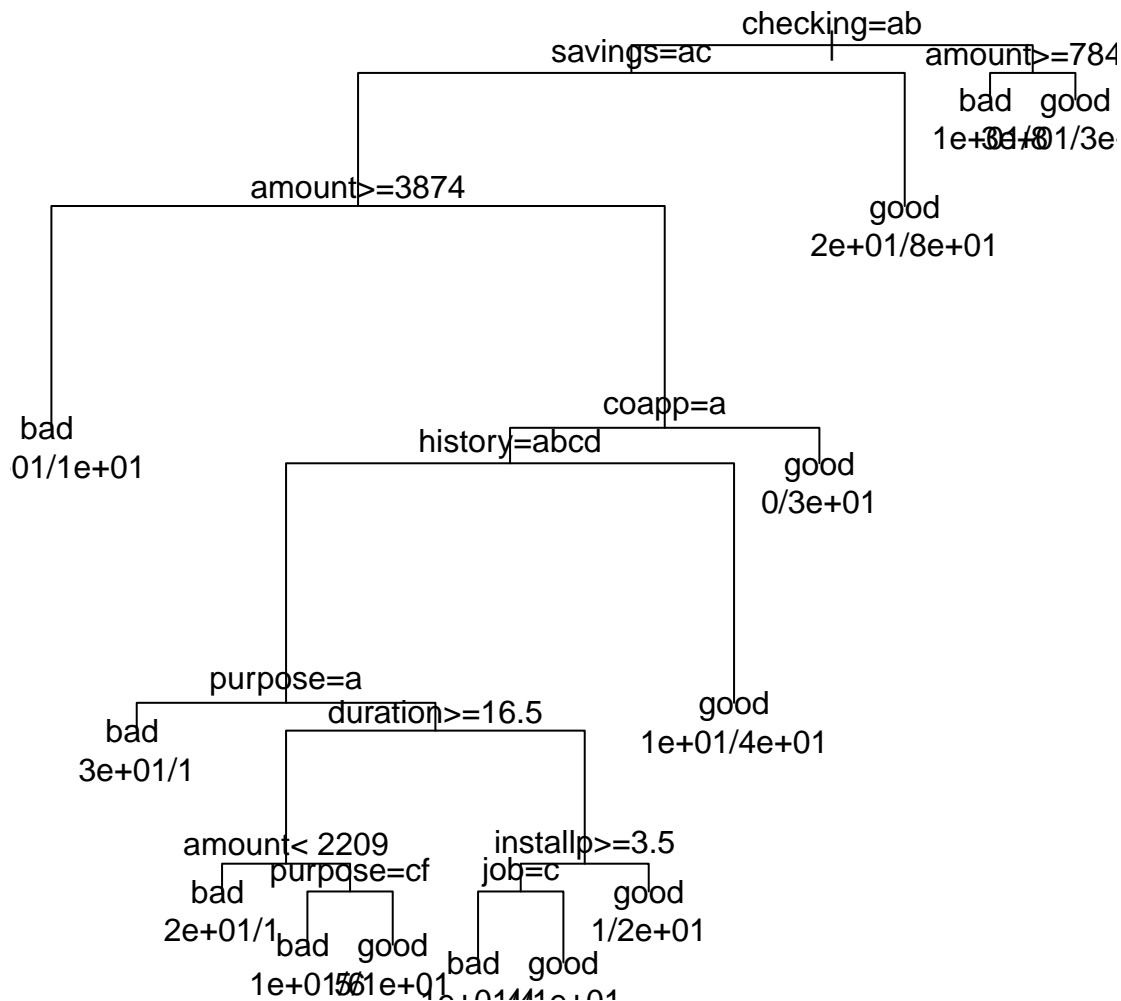 checking=ab
savings=ac
amount>=784
bad
good
amount>=3874
good
2e+01/8e+01
coapp=a
bad
history=abcd
01/1e+01
good
0/3e+01
purpose=a
duration>=16.5
good
bad
1e+01/4e+01
3e+01/1
amount< 2209
installp>=3.5
purpose=cf
job=c
bad
good
2e+01/1
1/2e+01
bad
good
bad
good